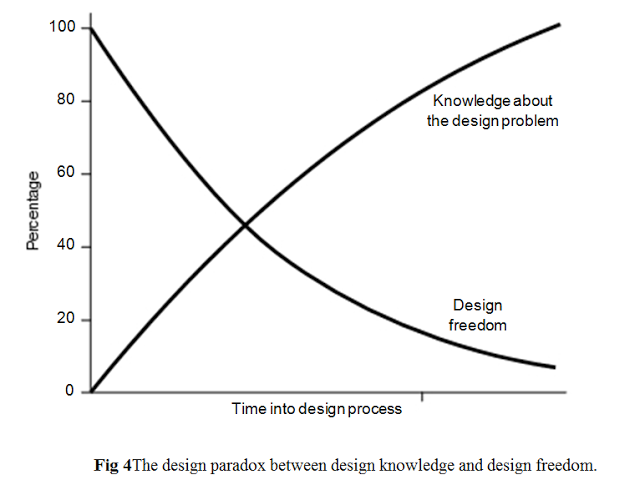 100
80
60
40
20
0
Percentage
Knowledge about
the design problem
Design
freedom
Time into design process
Fig 4The design paradox between design knowledge and design freedom.